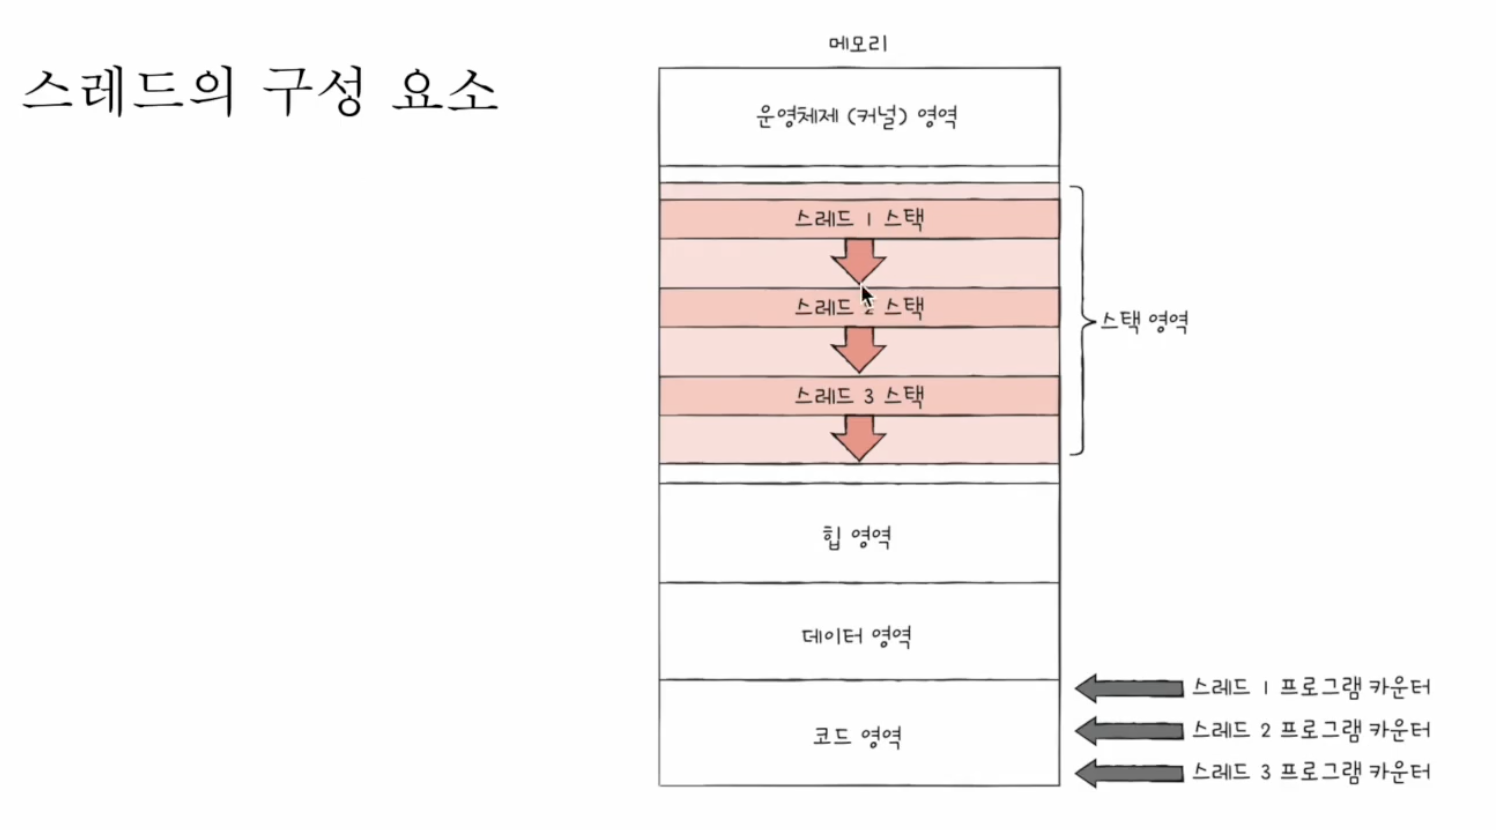 스레드의 구성 요소
메모리
운영체제 (커널) 영역
스레드 1 스택
스레드 2 스택
스레드 3 스택
스택 영역
힙 영역
데이터 영역
코드 영역
스레드 1 프로그램 카운터
스레드 2 프로그램 카운터
스레드 3 프로그램 카운터